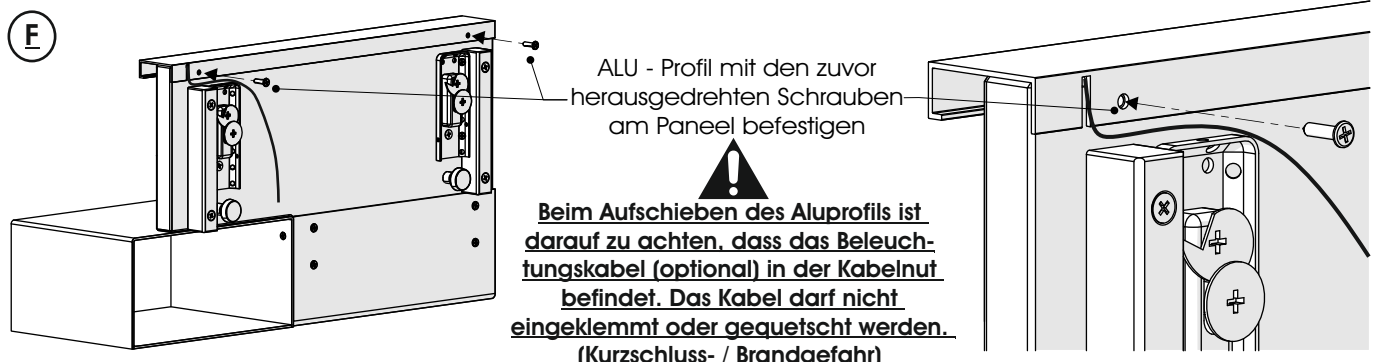 F
ALU - Profil mit den zuvor
herausgedrehten Schrauben
am Paneel befestigen
Beim Aufschieben des Aluprofils ist
darauf zu achten, dass das Beleuch-
tungskabel (optional) in der Kabelnut
befindet. Das Kabel darf nicht
eingeklemmt oder gequetscht werden.
(Kurzschluss- / Brandgefahr)